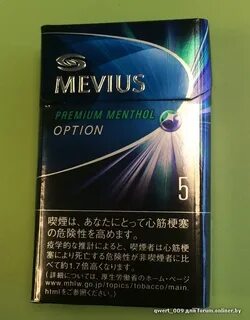 MEVIUS
PREMIUM MENTHOL
OPTION
5
喫煙は、あなたにとって心筋梗塞
の危険性を高めます。
疫学的な推計によると、喫煙者は心筋梗
塞により死亡する危険性が非喫煙者に比
べて約1.7倍高くなります。
(詳細については、厚生労働省のホーム・ページ
www.mhlw.go.jp/topics/tobacco/main.
htmlをご参照ください。)
qwert_009 для forum.onliner.by